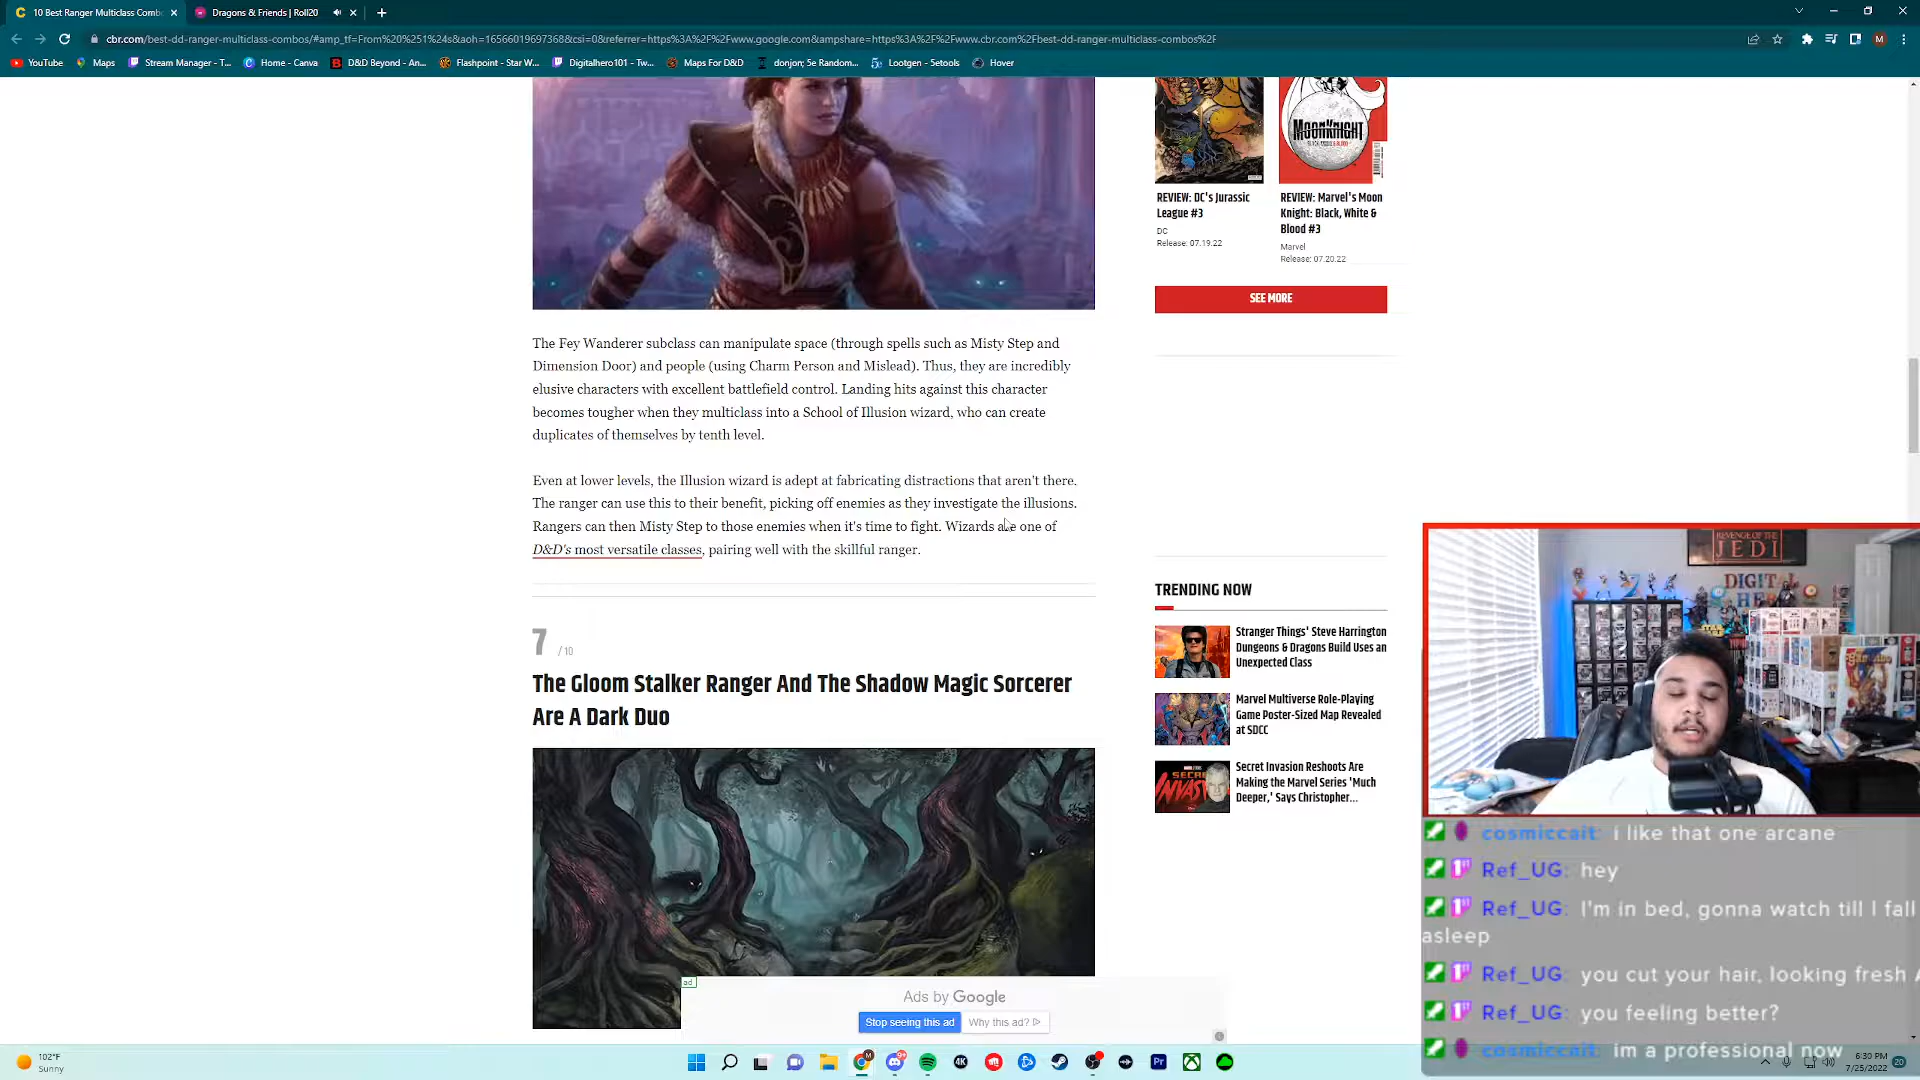 10 Best Ranger Multiclass Comb
Dragons & Friends | Roll20
cbr.com/best-dd-ranger-multiclass-combos/#amp_tf=From%20%251%24s&aoh=16566019697368&csi=0&referrer=https%3A%2F%2Fwww.google.com&ampshare=https%3A%2F%2Fwww.cbr.com%2Fbest-dd-ranger-multiclass-combos%2F
YouTube Maps Stream Manager - T... Home - Canva D&D Beyond - An... Flashpoint - Star W... Digitalhero101 - Tw... Maps For D&D donjon; 5e Random... Lootgen - 5etools Hover
MOONKNIGHT
REVIEW: DC's Jurassic
League #3
DC
Release: 07.19.22
REVIEW: Marvel's Moon
Knight: Black, White &
Blood #3
Marvel
Release: 07.20.22
SEE MORE
The Fey Wanderer subclass can manipulate space (through spells such as Misty Step and
Dimension Door) and people (using Charm Person and Mislead). Thus, they are incredibly
elusive characters with excellent battlefield control. Landing hits against this character
becomes tougher when they multiclass into a School of Illusion wizard, who can create
duplicates of themselves by tenth level.
Even at lower levels, the Illusion wizard is adept at fabricating distractions that aren't there.
The ranger can use this to their benefit, picking off enemies as they investigate the illusions.
Rangers can then Misty Step to those enemies when it's time to fight. Wizards are one of
D&D's most versatile classes, pairing well with the skillful ranger.
7 / 10
The Gloom Stalker Ranger And The Shadow Magic Sorcerer
Are A Dark Duo
TRENDING NOW
Stranger Things' Steve Harrington
Dungeons & Dragons Build Uses an
Unexpected Class
Marvel Multiverse Role-Playing
Game Poster-Sized Map Revealed
at SDCC
SECRET
INVASI
Secret Invasion Reshoots Are
Making the Marvel Series 'Much
Deeper,' Says Christopher...
ad
Ads by Google
Stop seeing this ad
Why this ad?
REVENGE OF THE
JEDI
DIGITAL
cosmiccait: i like that one arcane
Ref_UG: hey
Ref_UG: I'm in bed, gonna watch till I fall
asleep
Ref_UG: you cut your hair, looking fresh
Ref_UG: you feeling better?
cosmiccait: im a professional now
102°F
Sunny
4K
Pr
6:30 PM
7/25/2022
20